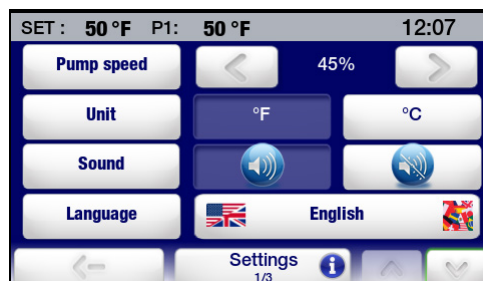 SET : 50 °F P1: 50 °F 12:07
Pump speed 45%
Unit °F °C
Sound
Language English
Settings
1/3